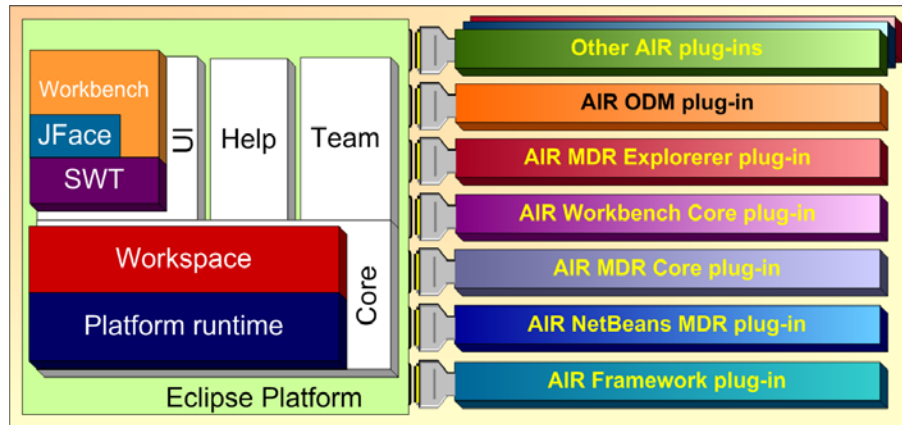 Workbench
JFace
SWT
UI
Help
Team
Workspace
Platform runtime
Core
Eclipse Platform
Other AIR plug-ins
AIR ODM plug-in
AIR MDR Explorerer plug-in
AIR Workbench Core plug-in
AIR MDR Core plug-in
AIR NetBeans MDR plug-in
AIR Framework plug-in